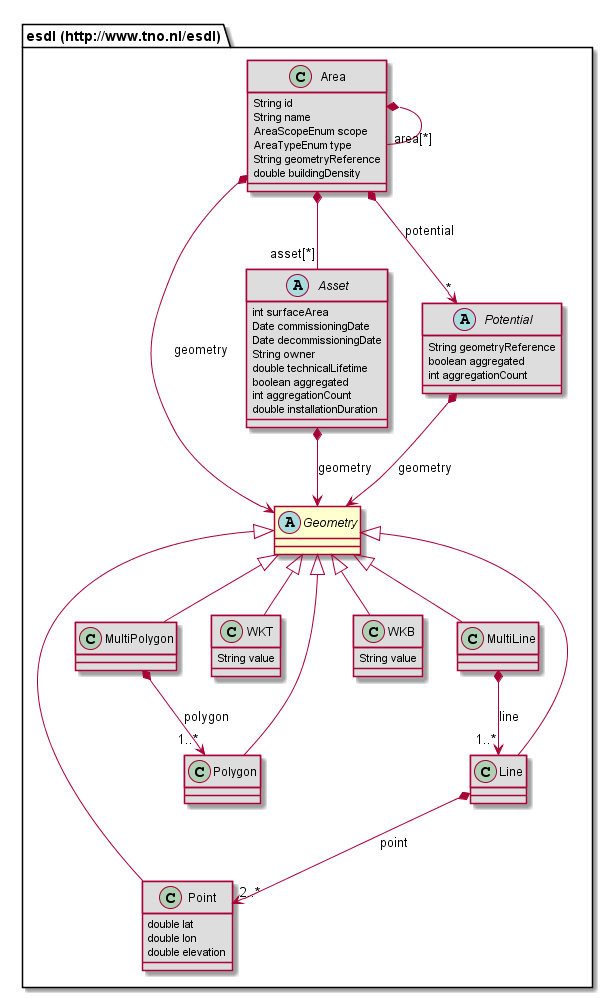 esdl (http://www.tno.nl/esdl)
C Area
String id
String name
AreaScopeEnum scope
AreaTypeEnum type
String geometryReference
double buildingDensity
area[*]
potential
asset[*]
*
A Asset
int surfaceArea
Date commissioningDate
Date decommissioningDate
String owner
double technicalLifetime
boolean aggregated
int aggregationCount
double installationDuration
A Potential
String geometryReference
boolean aggregated
int aggregationCount
geometry
geometry
geometry
A Geometry
C MultiPolygon
C WKT
String value
C WKB
String value
C MultiLine
polygon
1..*
line
1..*
C Polygon
C Line
point
2..*
C Point
double lat
double lon
double elevation